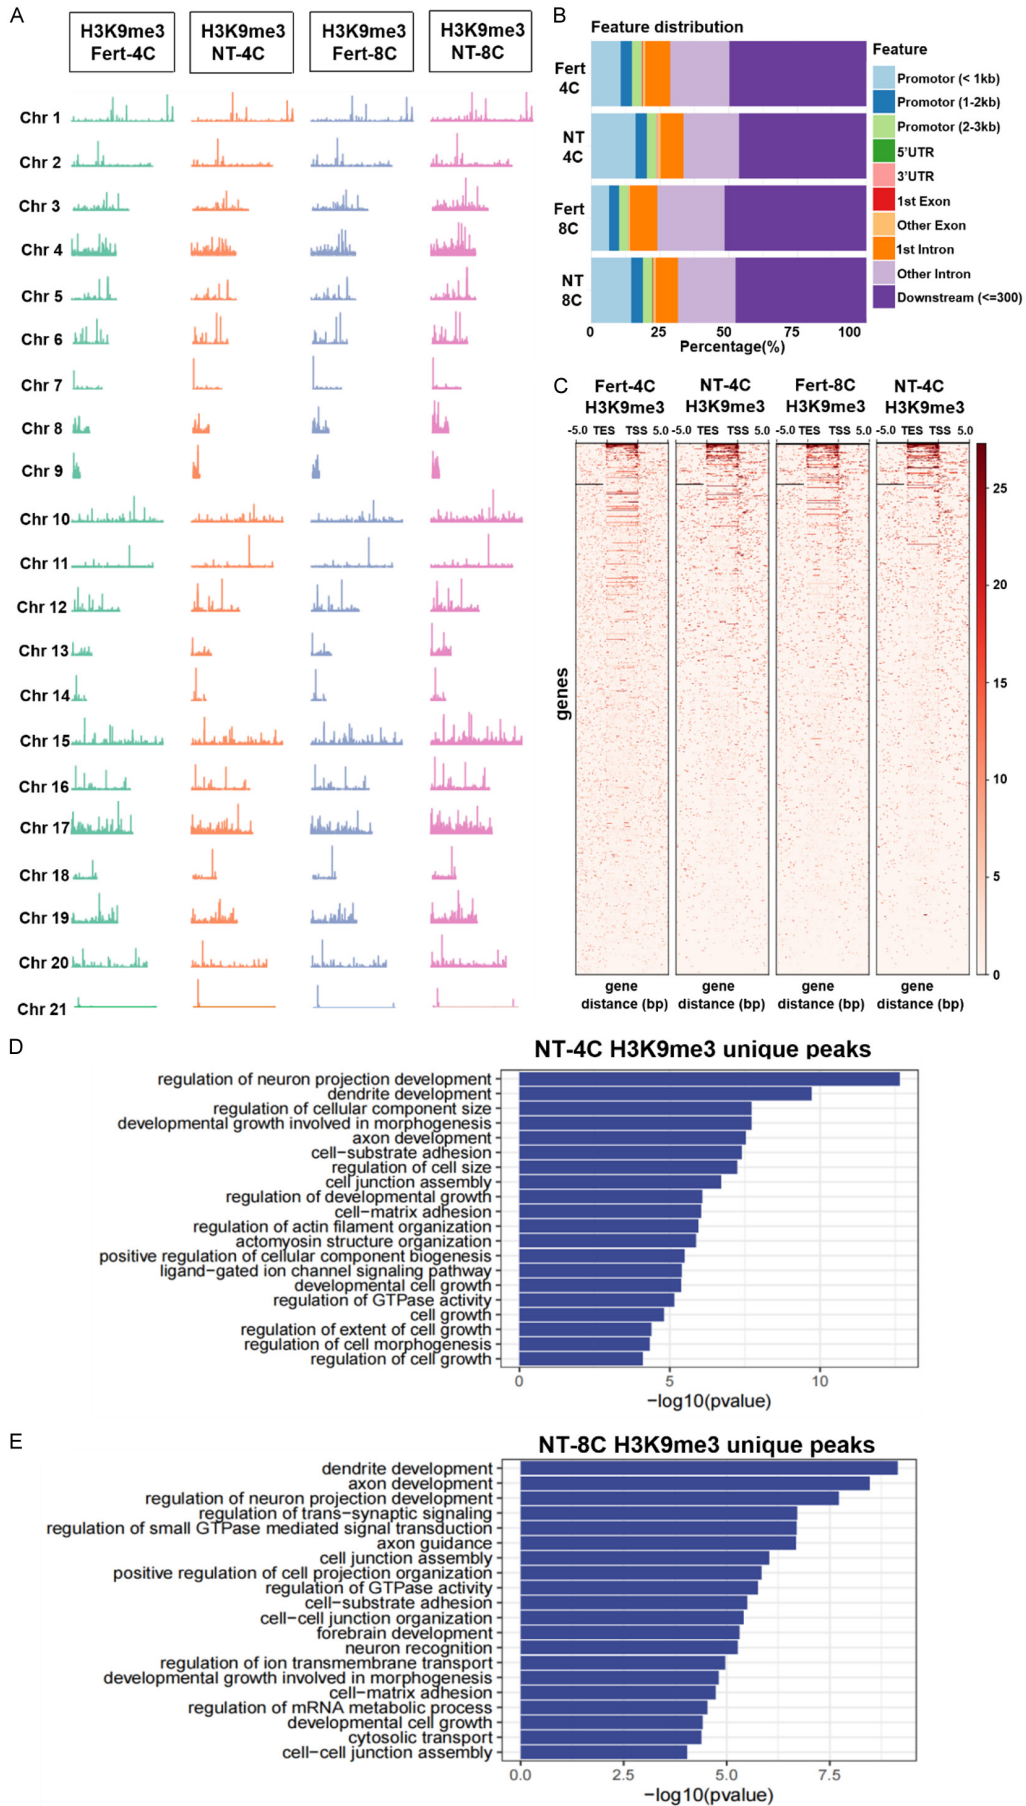 A
H3K9me3
Fert-4C
H3K9me3
NT-4C
H3K9me3
Fert-8C
H3K9me3
NT-8C
Chr 1
Chr 2
Chr 3
Chr 4
Chr 5
Chr 6
Chr 7
Chr 8
Chr 9
Chr 10
Chr 11
Chr 12
Chr 13
Chr 14
Chr 15
Chr 16
Chr 17
Chr 18
Chr 19
Chr 20
Chr 21
B
Feature distribution
Fert
4C
NT
4C
Fert
8C
NT
8C
0 25 50 75 100
Percentage(%)
Feature
Promotor (< 1kb)
Promotor (1-2kb)
Promotor (2-3kb)
5'UTR
3'UTR
1st Exon
Other Exon
1st Intron
Other Intron
Downstream (<=300)
C
Fert-4C
H3K9me3
NT-4C
H3K9me3
Fert-8C
H3K9me3
NT-4C
H3K9me3
-5.0 TES TSS 5.0
-5.0 TES TSS 5.0
-5.0 TES TSS 5.0
-5.0 TES TSS 5.0
genes
25
20
15
10
5
0
gene
distance (bp)
gene
distance (bp)
gene
distance (bp)
gene
distance (bp)
D
NT-4C H3K9me3 unique peaks
regulation of neuron projection development
dendrite development
regulation of cellular component size
developmental growth involved in morphogenesis
axon development
cell−substrate adhesion
regulation of cell size
cell junction assembly
regulation of developmental growth
cell−matrix adhesion
regulation of actin filament organization
actomyosin structure organization
positive regulation of cellular component biogenesis
ligand−gated ion channel signaling pathway
developmental cell growth
regulation of GTPase activity
cell growth
regulation of extent of cell growth
regulation of cell morphogenesis
regulation of cell growth
0 5 10
−log10(pvalue)
E
NT-8C H3K9me3 unique peaks
dendrite development
axon development
regulation of neuron projection development
regulation of trans−synaptic signaling
regulation of small GTPase mediated signal transduction
axon guidance
cell junction assembly
positive regulation of cell projection organization
regulation of GTPase activity
cell−substrate adhesion
cell−cell junction organization
forebrain development
neuron recognition
regulation of ion transmembrane transport
developmental growth involved in morphogenesis
cell−matrix adhesion
regulation of mRNA metabolic process
developmental cell growth
cytosolic transport
cell−cell junction assembly
0.0 2.5 5.0 7.5
−log10(pvalue)